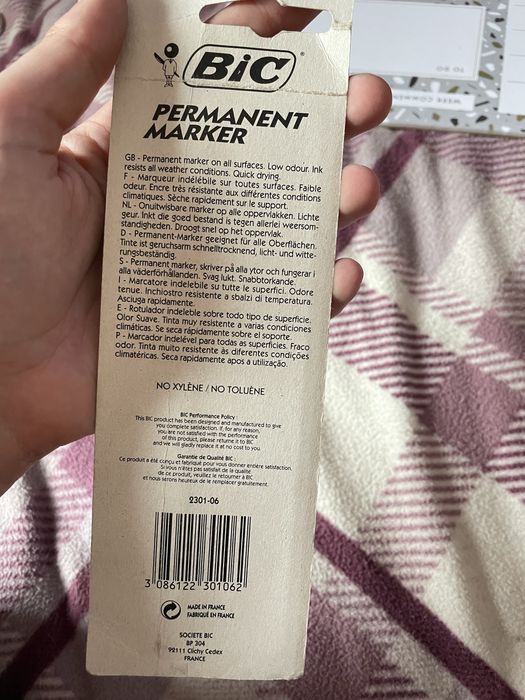 BiC
PERMANENT
MARKER
GB - Permanent marker on all surfaces. Low odour. Ink
resists all weather conditions. Quick drying.
F - Marqueur indélébile sur toutes surfaces. Faible
odeur. Encre très résistante aux différentes conditions
climatiques. Sèche rapidement sur le support.
NL - Onuitwisbare marker op alle oppervlakken. Lichte
geur. Inkt die goed bestand is tegen allerlei weersom-
standigheden. Droogt snel op het oppervlak.
D - Permanent-Marker geeignet für alle Oberflächen.
Tinte ist geruchsarm schnelltrocknend, licht- und witte-
rungsbeständig.
S - Permanent marker, skriver på alla ytor och fungerar i
alla väderförhållanden. Svag lukt. Snabbtorkande.
I - Marcatore indelebile su tutte le superfici. Odore
tenue. Inchiostro resistente a sbalzi di temperatura.
Asciuga rapidamente.
E - Rotulador indeleble sobre todo tipo de superficie.
Olor Suave. Tinta muy resistente a varias condiciones
climáticas. Se seca rápidamente sobre el soporte.
P - Marcador indelével para todas as superfícies. Fraco
odor. Tinta muito resistente às diferentes condições
climatéricas. Seca rapidamente apos a utilização.
NO XYLÈNE / NO TOLUÈNE
BIC Performance Policy :
This BIC product has been designed and manufactured to give
you complete satisfaction. If, for any reason,
you are not satisfied with the performance
of this product, please return it to BIC
and we will gladly replace it at no cost to you.
Garantie de Qualité BIC :
Ce produit a été conçu et fabriqué pour vous donner entière satisfaction.
Si vous n'êtes pas satisfait de la qualité
de ce produit, veuillez le retourner à BIC
et nous serons heureux de le remplacer gratuitement.
2301-06
3 086122 301062
MADE IN FRANCE
FABRIQUÉ EN FRANCE
SOCIETE BIC
BP 304
92111 Clichy Cedex
FRANCE
TO DO
WEEK COMMEN